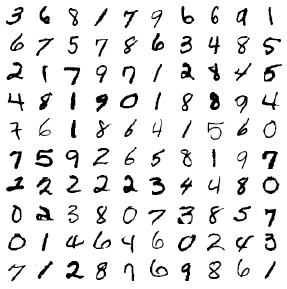 3 6 8 1 7 9 6 6 9 1
6 7 5 7 8 6 3 4 8 5
2 1 7 9 7 1 2 8 4 5
4 8 1 9 0 1 8 8 9 4
7 6 1 8 6 4 1 5 6 0
7 5 9 2 6 5 8 1 9 7
2 2 2 2 2 3 4 4 8 0
0 2 3 8 0 7 3 8 5 7
0 1 4 6 4 6 0 2 4 3
7 1 2 8 7 6 9 8 6 1